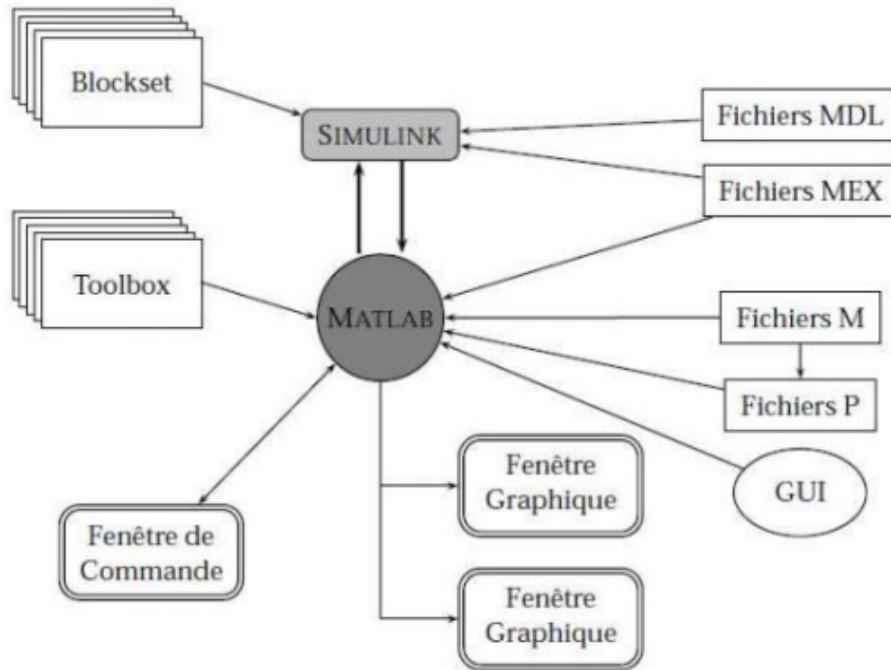 Blockset
SIMULINK
Fichiers MDL
Fichiers MEX
Toolbox
MATLAB
Fichiers M
Fichiers P
GUI
Fenêtre
Graphique
Fenêtre de
Commande
Fenêtre
Graphique